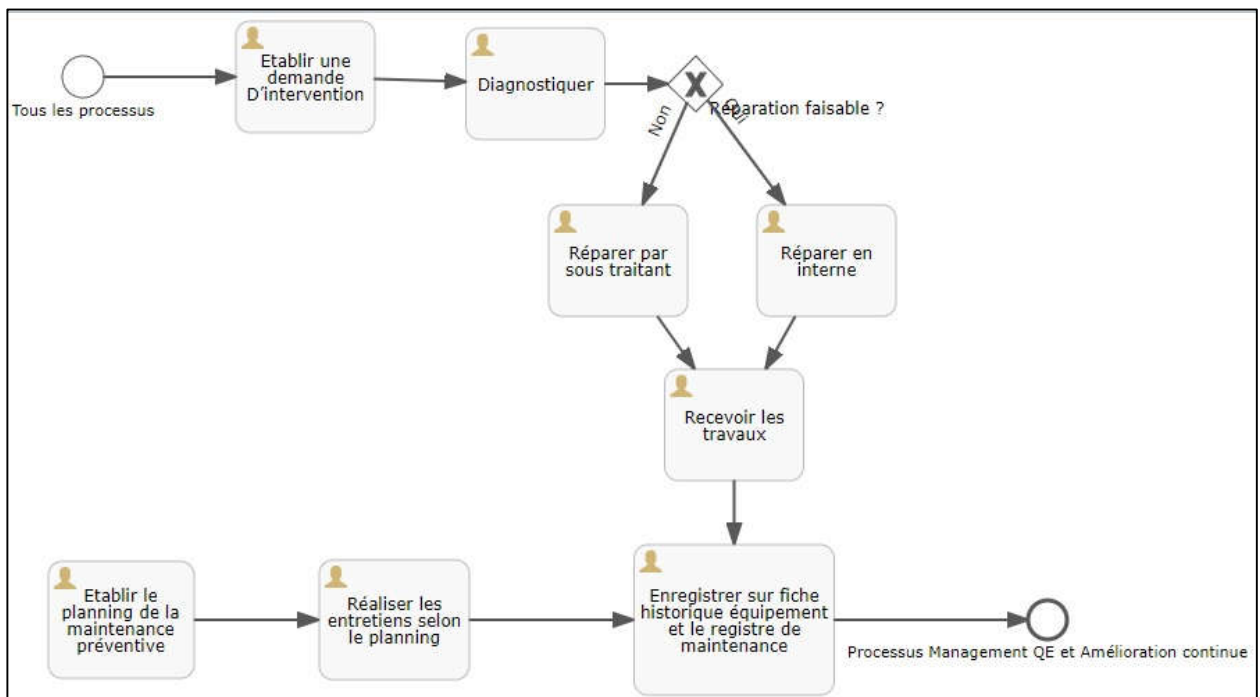 Etablir une
demande
D'intervention
Diagnostiquer
Tous les processus
Réparation faisable ?
Non
Oui
Réparer par
sous traitant
Réparer en
interne
Recevoir les
travaux
Etablir le
planning de la
maintenance
préventive
Réaliser les
entretiens selon
le planning
Enregistrer sur fiche
historique équipement
et le registre de
maintenance
Processus Management QE et Amélioration continue